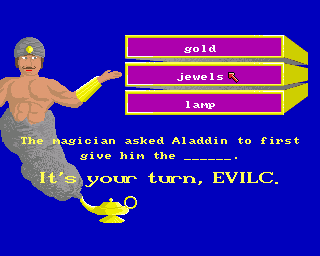 gold
jewels
lamp
The magician asked Aladdin to first
give him the ______.
It's your turn, EVILC.